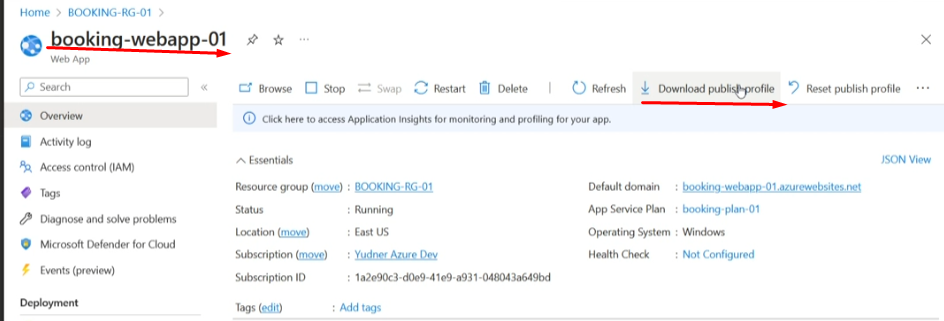 Home > BOOKING-RG-01 >
booking-webapp-01
Web App
Search
Browse Stop Swap Restart Delete Refresh Download publish profile Reset publish profile
Overview
Click here to access Application Insights for monitoring and profiling for your app.
Activity log
Access control (IAM)
Tags
Diagnose and solve problems
Microsoft Defender for Cloud
Events (preview)
Deployment
Essentials
JSON View
Resource group (move) : BOOKING-RG-01
Status : Running
Location (move) : East US
Subscription (move) : Yudner Azure Dev
Subscription ID : 1a2e90c3-d0e9-41e9-a931-048043a649bd
Default domain : booking-webapp-01.azurewebsites.net
App Service Plan : booking-plan-01
Operating System : Windows
Health Check : Not Configured
Tags (edit) : Add tags